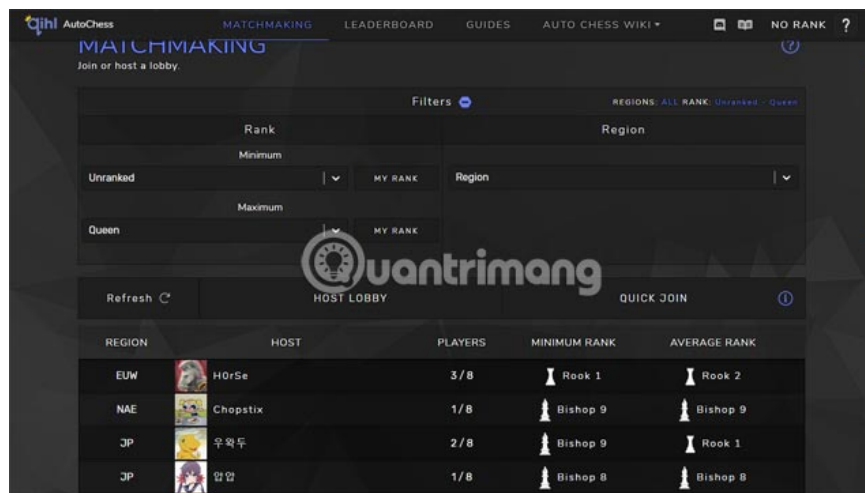 qihl AutoChess MATCHMAKING LEADERBOARD GUIDES AUTO CHESS WIKI NO RANK ?
MATCHMAKING ?
Join or host a lobby.
Filters REGIONS: ALL RANK: Unranked - Queen
Rank Region
Minimum
Unranked MY RANK Region
Maximum
Queen MY RANK
Quantrimang
Refresh HOST LOBBY QUICK JOIN
REGION HOST PLAYERS MINIMUM RANK AVERAGE RANK
EUW H0rSe 3/8 Rook 1 Rook 2
NAE Chopstix 1/8 Bishop 9 Bishop 9
JP 우왁두 2/8 Bishop 9 Rook 1
JP 압압 1/8 Bishop 8 Bishop 8